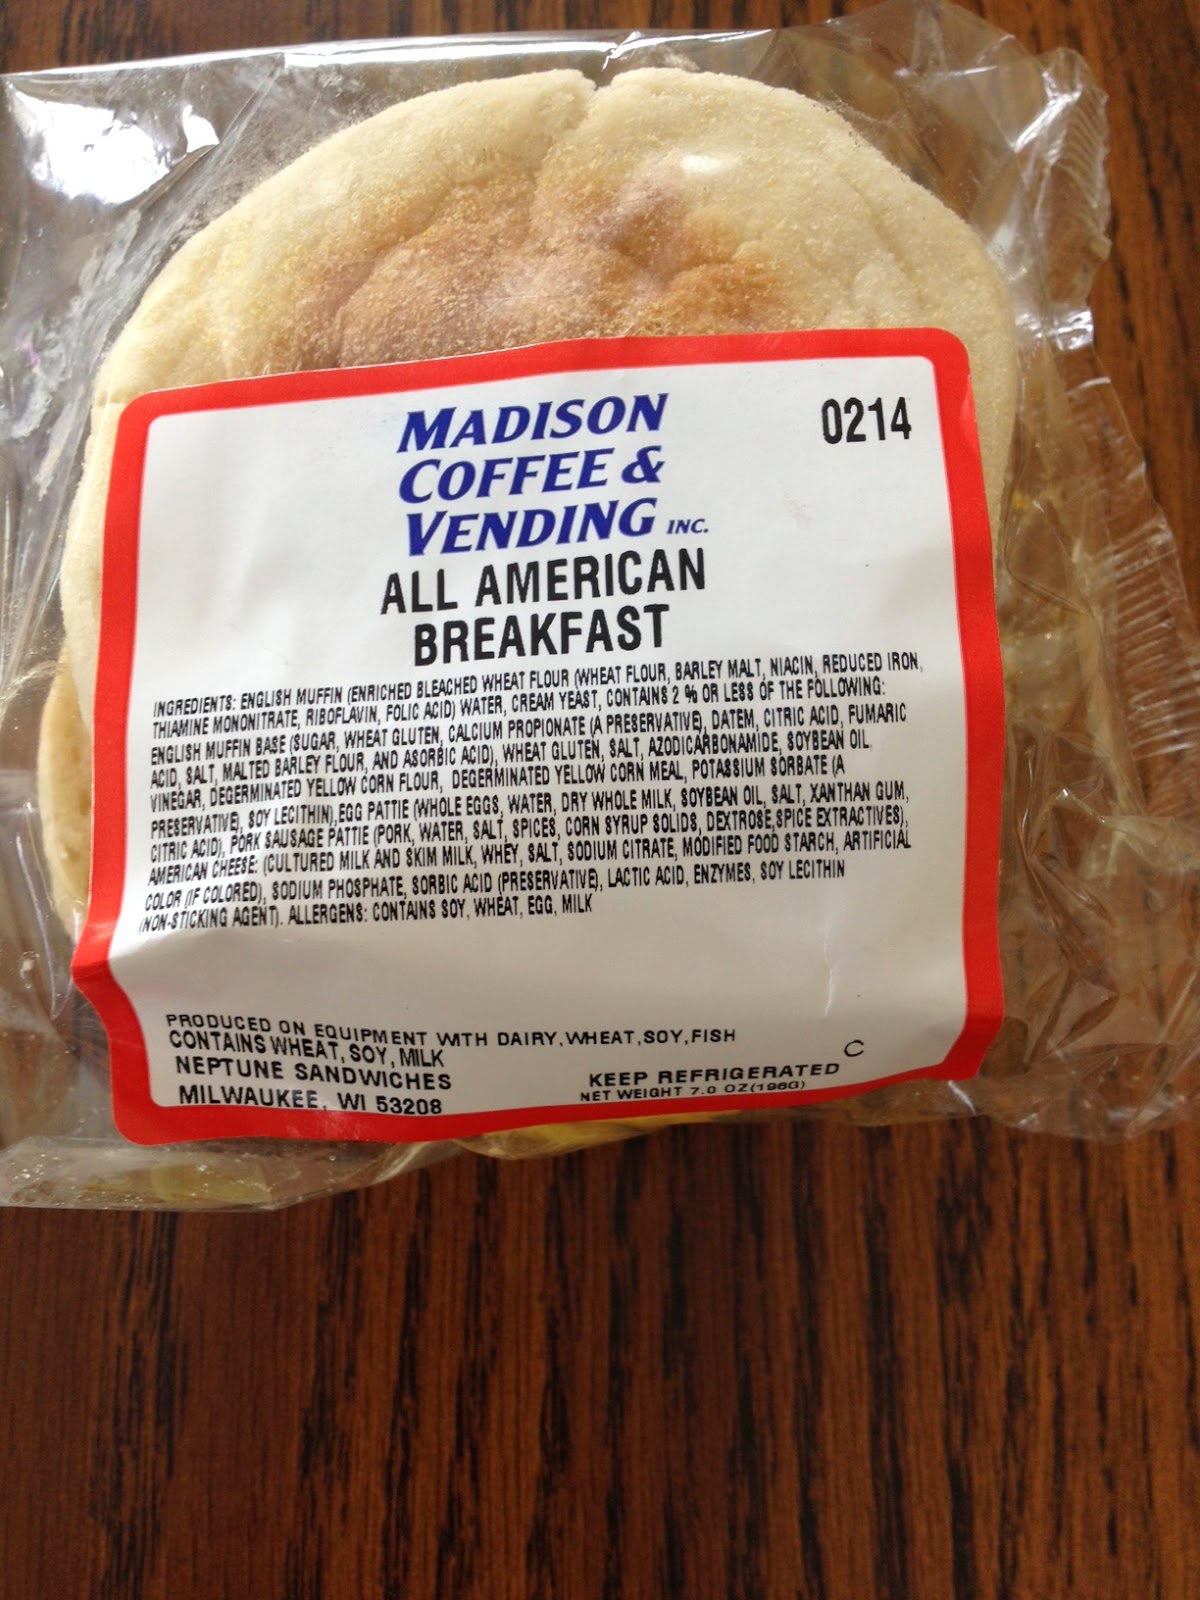 0214
MADISON
COFFEE &
VENDING INC.
ALL AMERICAN
BREAKFAST
INGREDIENTS: ENGLISH MUFFIN (ENRICHED BLEACHED WHEAT FLOUR (WHEAT FLOUR, BARLEY MALT, NIACIN, REDUCED IRON,
THIAMINE MONONITRATE, RIBOFLAVIN, FOLIC ACID) WATER, CREAM YEAST, CONTAINS 2 % OR LESS OF THE FOLLOWING:
ENGLISH MUFFIN BASE (SUGAR, WHEAT GLUTEN, CALCIUM PROPIONATE (A PRESERVATIVE), DATEM, CITRIC ACID, FUMARIC
ACID, SALT, MALTED BARLEY FLOUR, AND ASORBIC ACID), WHEAT GLUTEN, SALT, AZODICARBONAMIDE, SOYBEAN OIL,
VINEGAR, DEGERMINATED YELLOW CORN FLOUR, DEGERMINATED YELLOW CORN MEAL, POTASSIUM SORBATE (A
PRESERVATIVE), SOY LECITHIN),EGG PATTIE (WHOLE EGGS, WATER, DRY WHOLE MILK, SOYBEAN OIL, SALT, XANTHAN GUM,
CITRIC ACID), PORK SAUSAGE PATTIE (PORK, WATER, SALT, SPICES, CORN SYRUP SOLIDS, DEXTROSE,SPICE EXTRACTIVES),
AMERICAN CHEESE: (CULTURED MILK AND SKIM MILK, WHEY, SALT, SODIUM CITRATE, MODIFIED FOOD STARCH, ARTIFICIAL
COLOR (IF COLORED), SODIUM PHOSPHATE, SORBIC ACID (PRESERVATIVE), LACTIC ACID, ENZYMES, SOY LECITHIN
(NON-STICKING AGENT). ALLERGENS: CONTAINS SOY, WHEAT, EGG, MILK
PRODUCED ON EQUIPMENT WITH DAIRY,WHEAT,SOY,FISH
CONTAINS WHEAT, SOY, MILK
NEPTUNE SANDWICHES
MILWAUKEE, WI 53208
C
KEEP REFRIGERATED
NET WEIGHT 7.0 OZ(198G)